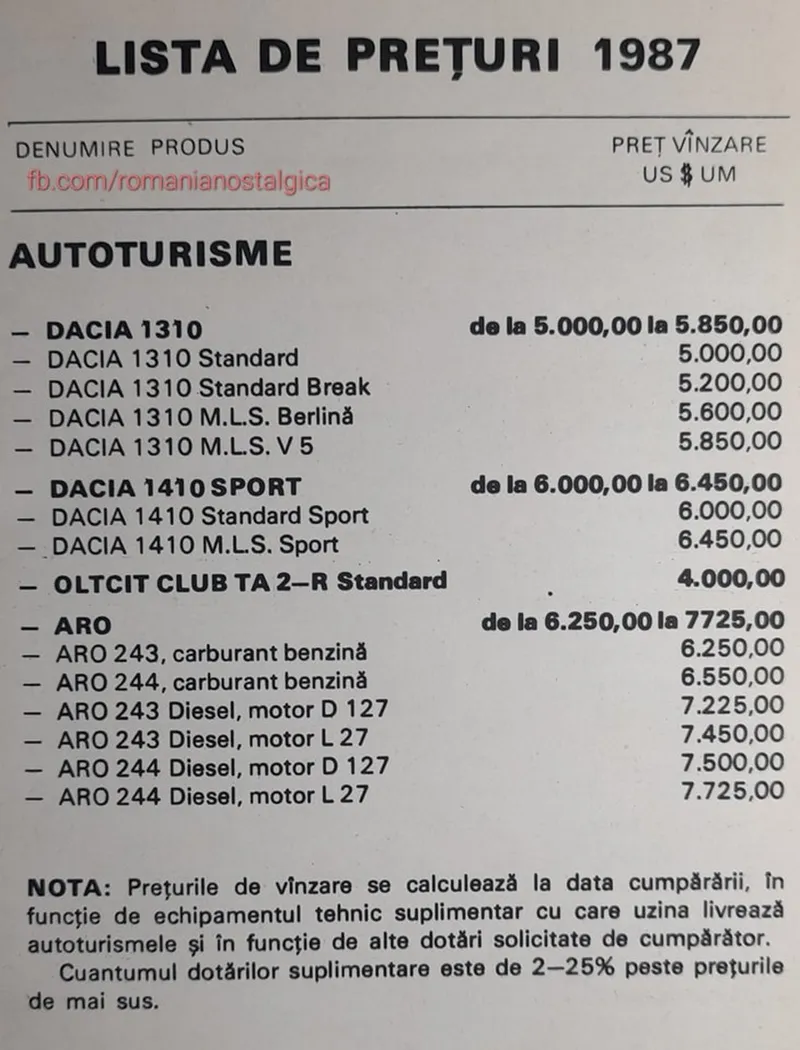 LISTA DE PREȚURI 1987
DENUMIRE PRODUS PREȚ VÎNZARE
fb.com/romanianostalgica US $ UM
AUTOTURISME
– DACIA 1310 de la 5.000,00 la 5.850,00
– DACIA 1310 Standard 5.000,00
– DACIA 1310 Standard Break 5.200,00
– DACIA 1310 M.L.S. Berlină 5.600,00
– DACIA 1310 M.L.S. V 5 5.850,00
– DACIA 1410 SPORT de la 6.000,00 la 6.450,00
– DACIA 1410 Standard Sport 6.000,00
– DACIA 1410 M.L.S. Sport 6.450,00
– OLTCIT CLUB TA 2–R Standard 4.000,00
– ARO de la 6.250,00 la 7725,00
– ARO 243, carburant benzină 6.250,00
– ARO 244, carburant benzină 6.550,00
– ARO 243 Diesel, motor D 127 7.225,00
– ARO 243 Diesel, motor L 27 7.450,00
– ARO 244 Diesel, motor D 127 7.500,00
– ARO 244 Diesel, motor L 27 7.725,00
NOTA: Prețurile de vînzare se calculează la data cumpărării, în
funcție de echipamentul tehnic suplimentar cu care uzina livrează
autoturismele și în funcție de alte dotări solicitate de cumpărător.
Cuantumul dotărilor suplimentare este de 2–25% peste prețurile
de mai sus.